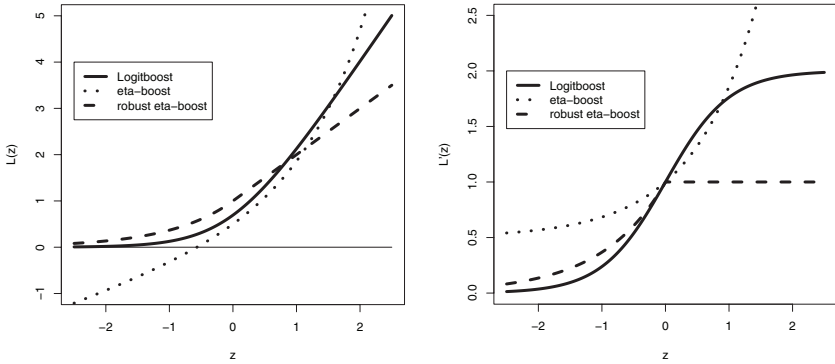 5
4
3
2
1
0
−1
L(z)
Logitboost
eta−boost
robust eta−boost
−2 −1 0 1 2
z
2.5
2.0
1.5
1.0
0.5
0.0
L'(z)
Logitboost
eta−boost
robust eta−boost
−2 −1 0 1 2
z